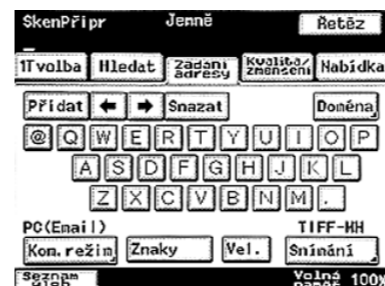 SkenPřipr Jemně Řetěz
1Tvolba Hledat Zadání adresy Kvalita/ zmenšení Nabídka
Přidat ← → Snazat Doména
@ Q W E R T Y U I O P
A S D F G H J K L
Z X C V B N M .
PC(Email) TIFF-MH
Kom.režim Znaky Vel. Snímání
Seznam úloh Volná paměť 100%